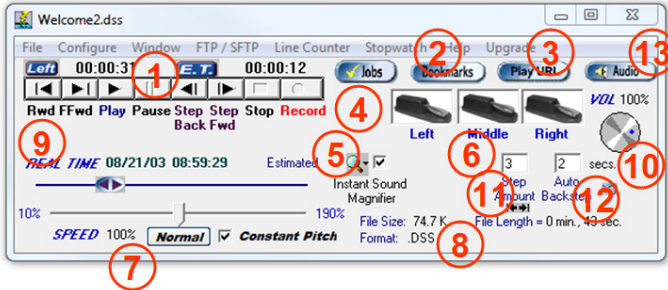 Welcome2.dss
File Configure Window FTP / SFTP Line Counter Stopwatch Help Upgrade
Left 00:00:31 E.T. 00:00:12 Jobs Bookmarks Play URL Audio
1 2 3 13
Rwd FFwd Play Pause Step Back Step Fwd Stop Record
4
VOL 100%
Left Middle Right
9 5 6 10
REAL TIME 08/21/03 08:59:29 Estimated 3 2 secs.
Instant Sound Magnifier
Step Amount Auto Backstep
11 12
10% 190%
File Size: 74.7 K File Length = 0 min., 43 sec.
SPEED 100% Normal Constant Pitch Format: .DSS
7 8